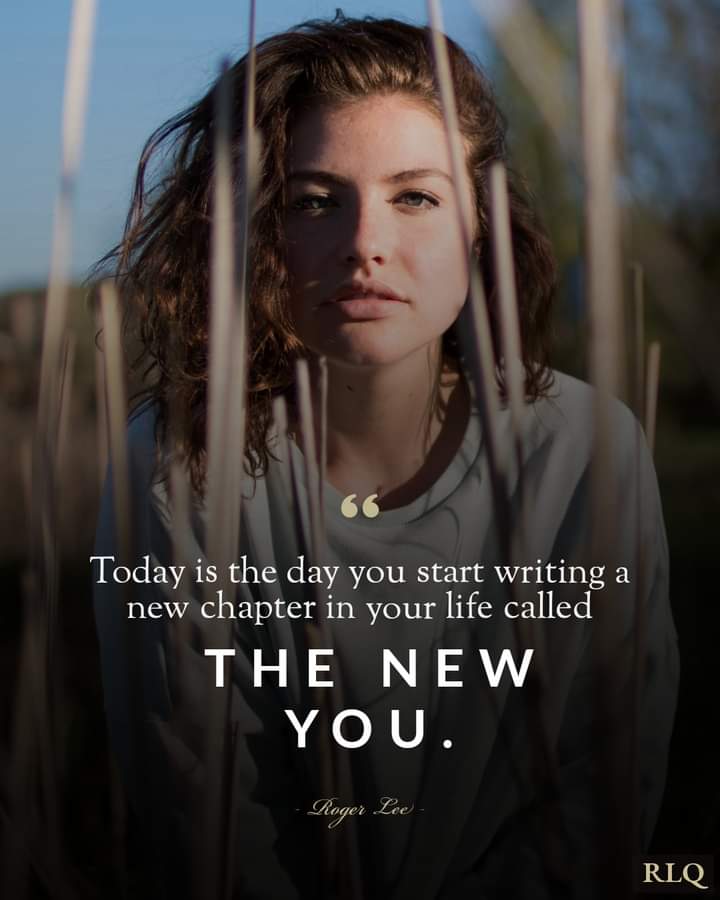 “
Today is the day you start writing a
new chapter in your life called
THE NEW
YOU.
- Roger Lee -
RLQ